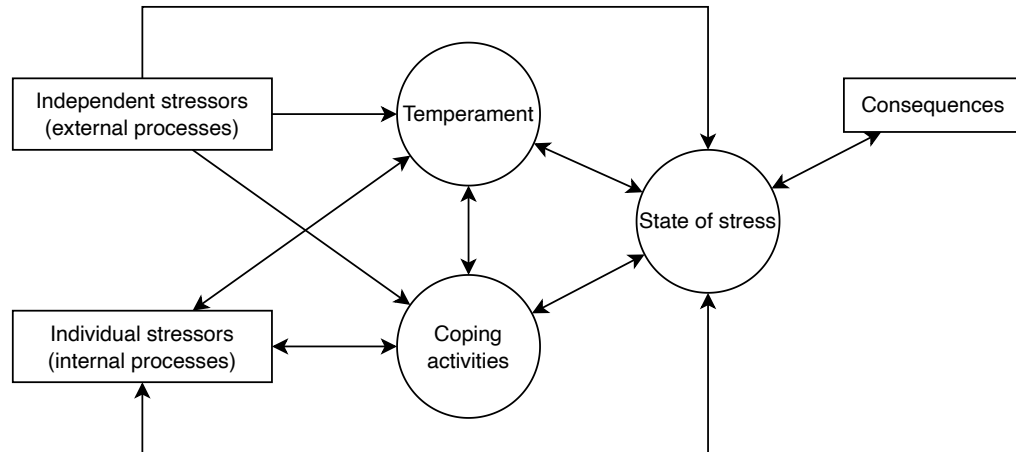 Independent stressors
(external processes)
Temperament
Consequences
State of stress
Individual stressors
(internal processes)
Coping
activities